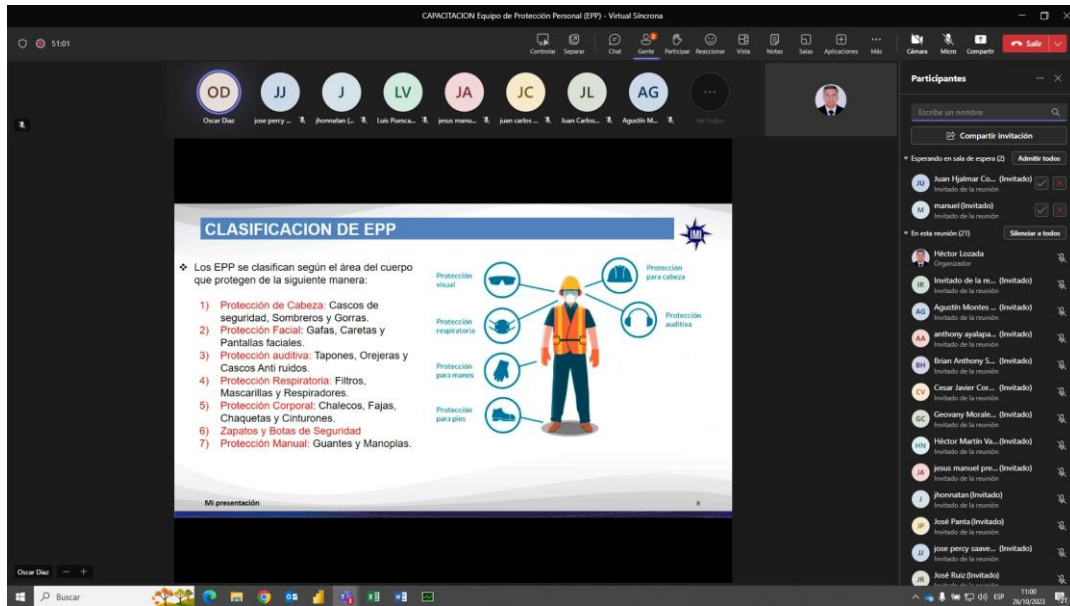 CAPACITACION Equipo de Protección Personal (EPP) - Virtual Síncrona
51:01
Controlar Separar Chat Gente Participar Reaccionar Vista Notas Salas Aplicaciones Más Cámara Micro Compartir Salir
OD JJ J LV JA JC JL AG
Oscar Diaz jose percy ... jhonnatan (... Luis Puesca... jesus manu... juan carlos ... Juan Carlos... Agustín M... Ver todos
CLASIFICACION DE EPP
IMI
❖ Los EPP se clasifican según el área del cuerpo
que protegen de la siguiente manera:
1) Protección de Cabeza: Cascos de
seguridad, Sombreros y Gorras.
2) Protección Facial: Gafas, Caretas y
Pantallas faciales.
3) Protección auditiva: Tapones, Orejeras y
Cascos Anti ruidos.
4) Protección Respiratoria: Filtros,
Mascarillas y Respiradores.
5) Protección Corporal: Chalecos, Fajas,
Chaquetas y Cinturones.
6) Zapatos y Botas de Seguridad
7) Protección Manual: Guantes y Manoplas.
Protección
visual
Protección
respiratoria
Protección
para manos
Protección
para pies
Protección
para cabeza
Protección
auditiva
Mi presentación
Oscar Diaz
Participantes
Escribe un nombre
Compartir invitación
Esperando en sala de espera (2) Admitir todos
JU Juan Hjalmar Co... (Invitado)
Invitado de la reunión
M manuel (Invitado)
Invitado de la reunión
En esta reunión (21) Silenciar a todos
Héctor Lozada
Organizador
IR Invitado de la re... (Invitado)
Invitado de la reunión
AG Agustín Montes ... (Invitado)
Invitado de la reunión
AA anthony ayalapa... (Invitado)
Invitado de la reunión
BH Brian Anthony S... (Invitado)
Invitado de la reunión
CV Cesar Javier Cor... (Invitado)
Invitado de la reunión
GC Geovany Morale... (Invitado)
Invitado de la reunión
HN Héctor Martín Va... (Invitado)
Invitado de la reunión
JA jesus manuel pre... (Invitado)
Invitado de la reunión
J jhonnatan (Invitado)
Invitado de la reunión
JP José Panta (Invitado)
Invitado de la reunión
JJ jose percy saave... (Invitado)
Invitado de la reunión
JR José Ruiz (Invitado)
Buscar
ESP
11:00
26/10/2023